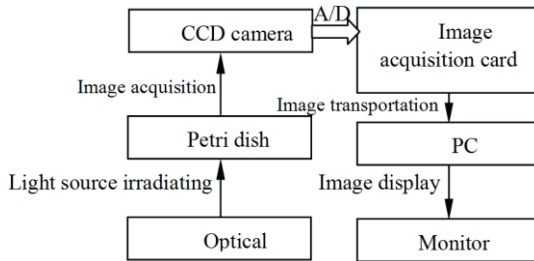 CCD camera
A/D
Image
acquisition card
Image acquisition
Image transportation
Petri dish
PC
Light source irradiating
Image display
Optical
Monitor